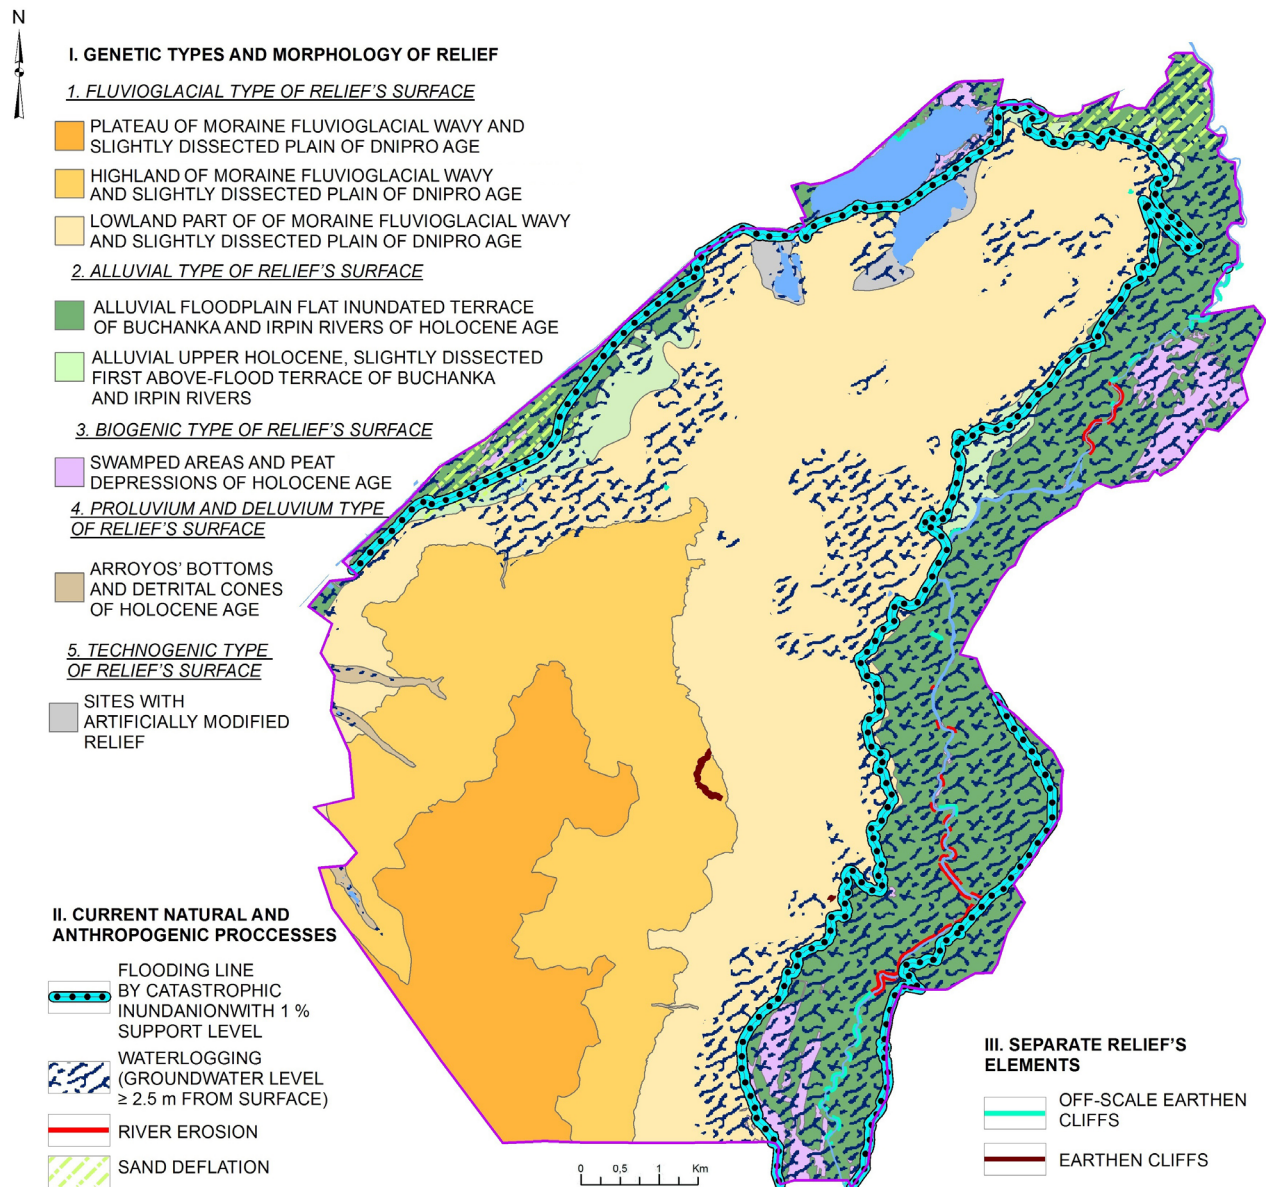 N
I. GENETIC TYPES AND MORPHOLOGY OF RELIEF
1. FLUVIOGLACIAL TYPE OF RELIEF'S SURFACE
PLATEAU OF MORAINE FLUVIOGLACIAL WAVY AND
SLIGHTLY DISSECTED PLAIN OF DNIPRO AGE
HIGHLAND OF MORAINE FLUVIOGLACIAL WAVY
AND SLIGHTLY DISSECTED PLAIN OF DNIPRO AGE
LOWLAND PART OF OF MORAINE FLUVIOGLACIAL WAVY
AND SLIGHTLY DISSECTED PLAIN OF DNIPRO AGE
2. ALLUVIAL TYPE OF RELIEF'S SURFACE
ALLUVIAL FLOODPLAIN FLAT INUNDATED TERRACE
OF BUCHANKA AND IRPIN RIVERS OF HOLOCENE AGE
ALLUVIAL UPPER HOLOCENE, SLIGHTLY DISSECTED
FIRST ABOVE-FLOOD TERRACE OF BUCHANKA
AND IRPIN RIVERS
3. BIOGENIC TYPE OF RELIEF'S SURFACE
SWAMPED AREAS AND PEAT
DEPRESSIONS OF HOLOCENE AGE
4. PROLUVIUM AND DELUVIUM TYPE
OF RELIEF'S SURFACE
ARROYOS' BOTTOMS
AND DETRITAL CONES
OF HOLOCENE AGE
5. TECHNOGENIC TYPE
OF RELIEF'S SURFACE
SITES WITH
ARTIFICIALLY MODIFIED
RELIEF
II. CURRENT NATURAL AND
ANTHROPOGENIC PROCCESSES
FLOODING LINE
BY CATASTROPHIC
INUNDANIONWITH 1 %
SUPPORT LEVEL
WATERLOGGING
(GROUNDWATER LEVEL
≥ 2.5 m FROM SURFACE)
RIVER EROSION
SAND DEFLATION
0 0,5 1 Km
III. SEPARATE RELIEF'S
ELEMENTS
OFF-SCALE EARTHEN
CLIFFS
EARTHEN CLIFFS